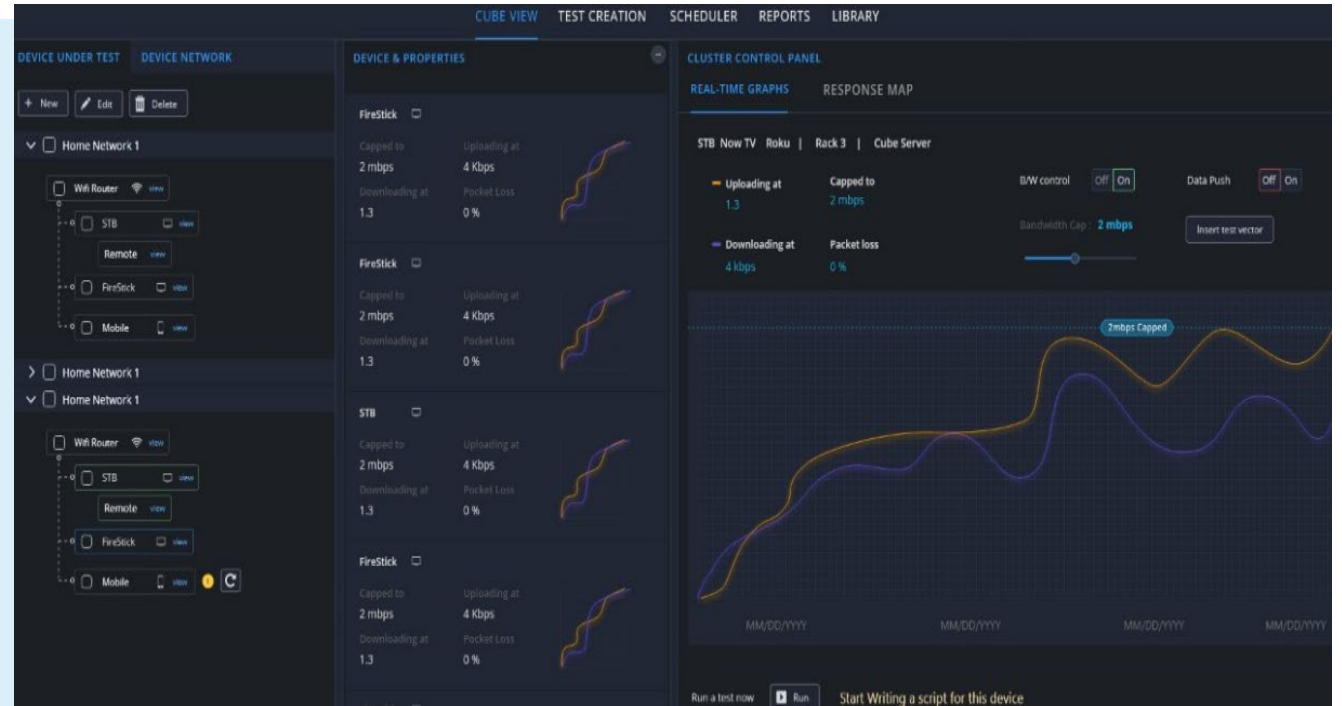 CUBE VIEW TEST CREATION SCHEDULER REPORTS LIBRARY
DEVICE UNDER TEST DEVICE NETWORK
+ New Edit Delete
Home Network 1
Wifi Router view
STB view
Remote view
FireStick view
Mobile view
Home Network 1
Home Network 1
Wifi Router view
STB view
Remote view
FireStick view
Mobile view
DEVICE & PROPERTIES
FireStick
Capped to Uploading at
2 mbps 4 Kbps
Downloading at Pocket Loss
1.3 0 %
FireStick
Capped to Uploading at
2 mbps 4 Kbps
Downloading at Pocket Loss
1.3 0 %
STB
Capped to Uploading at
2 mbps 4 Kbps
Downloading at Pocket Loss
1.3 0 %
FireStick
Capped to Uploading at
2 mbps 4 Kbps
Downloading at Pocket Loss
1.3 0 %
CLUSTER CONTROL PANEL
REAL-TIME GRAPHS RESPONSE MAP
STB Now TV Roku | Rack 3 | Cube Server
Uploading at Capped to B/W control Off On Data Push Off On
1.3 2 mbps
Bandwidth Cap : 2 mbps Insert test vector
Downloading at Packet loss
4 kbps 0 %
2mbps Capped
MM/DD/YYYY MM/DD/YYYY MM/DD/YYYY MM/DD/YYYY
Run a test now Run Start Writing a script for this device